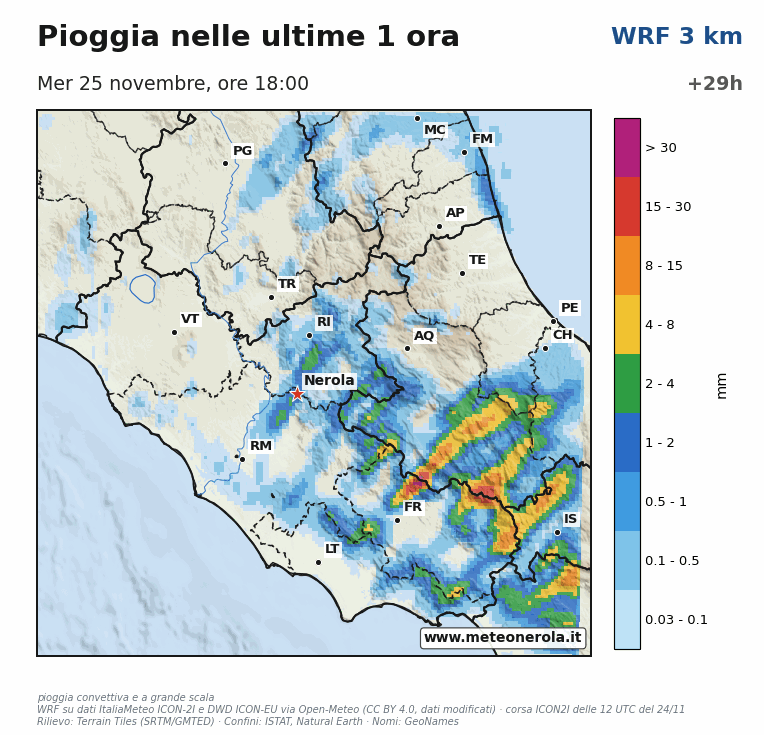 Pioggia nelle ultime 1 ora
WRF 3 km
Mer 25 novembre, ore 18:00
+29h
MC
FM
PG
AP
TE
TR
PE
VT
RI
CH
AQ
Nerola
RM
FR
IS
LT
www.meteonerola.it
> 30
15 - 30
8 - 15
4 - 8
2 - 4
1 - 2
0.5 - 1
0.1 - 0.5
0.03 - 0.1
mm
pioggia convettiva e a grande scala
WRF su dati ItaliaMeteo ICON-2I e DWD ICON-EU via Open-Meteo (CC BY 4.0, dati modificati) · corsa ICON2I delle 12 UTC del 24/11
Rilievo: Terrain Tiles (SRTM/GMTED) · Confini: ISTAT, Natural Earth · Nomi: GeoNames